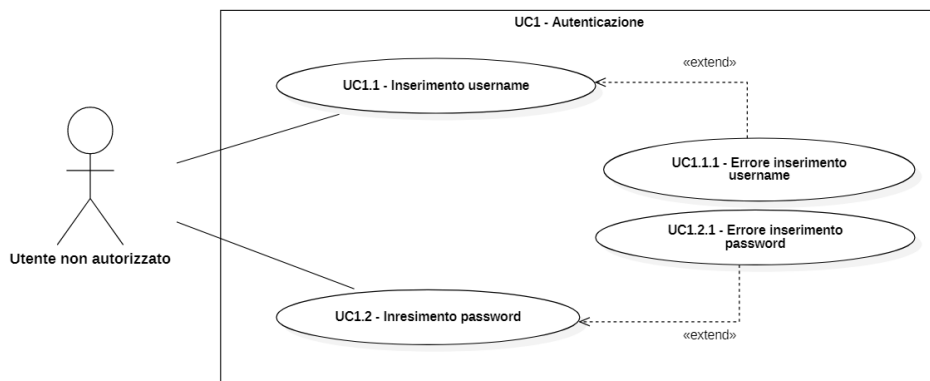 UC1 - Autenticazione
«extend»
UC1.1 - Inserimento username
UC1.1.1 - Errore inserimento
username
UC1.2.1 - Errore inserimento
password
Utente non autorizzato
UC1.2 - Inresimento password
«extend»